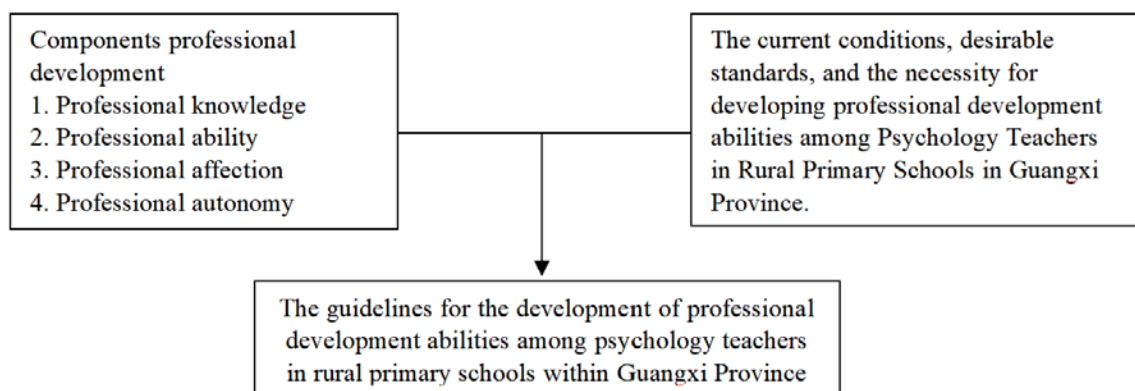 Components professional
development
1. Professional knowledge
2. Professional ability
3. Professional affection
4. Professional autonomy
The current conditions, desirable
standards, and the necessity for
developing professional development
abilities among Psychology Teachers
in Rural Primary Schools in Guangxi
Province.
The guidelines for the development of professional
development abilities among psychology teachers
in rural primary schools within Guangxi Province